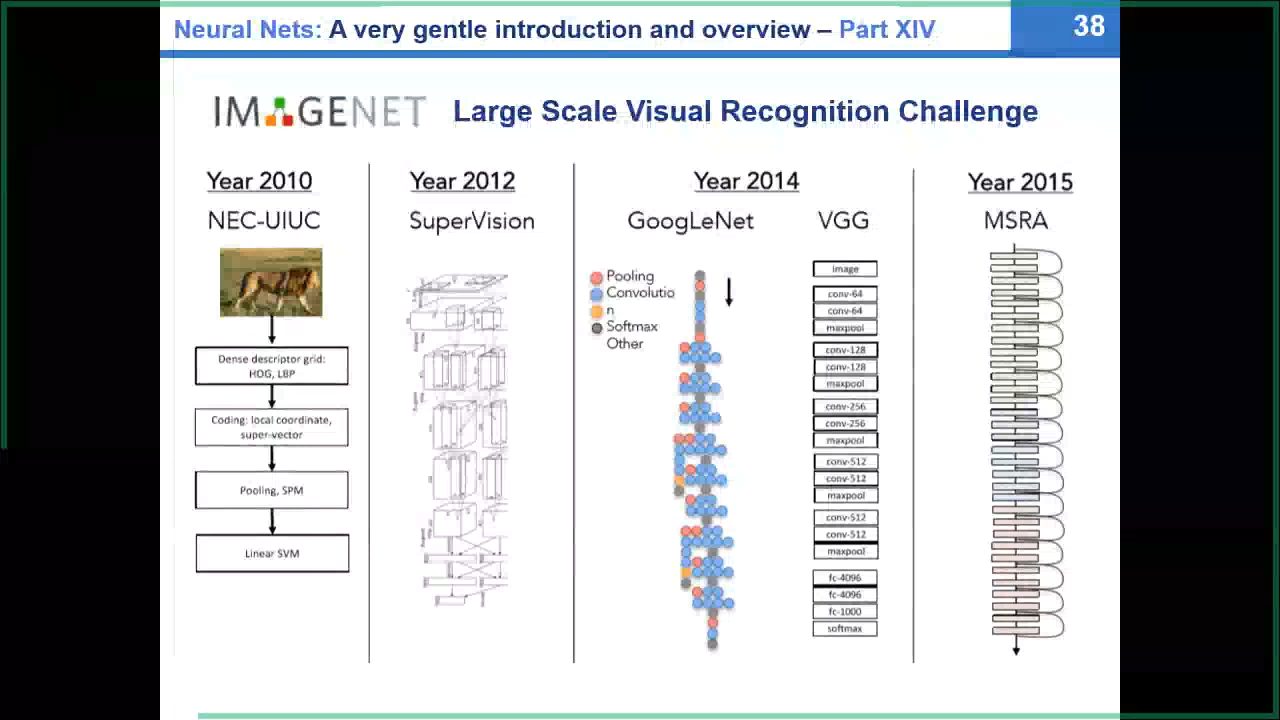 Neural Nets: A very gentle introduction and overview – Part XIV
38
IMAGENET
Large Scale Visual Recognition Challenge
Year 2010
NEC-UIUC
Dense descriptor grid:
HOG, LBP
Coding: local coordinate,
super-vector
Pooling, SPM
Linear SVM
Year 2012
SuperVision
Year 2014
GoogLeNet
Pooling
Convolutio
n
Softmax
Other
VGG
image
conv-64
conv-64
maxpool
conv-128
conv-128
maxpool
conv-256
conv-256
maxpool
conv-512
conv-512
maxpool
conv-512
conv-512
maxpool
fc-4096
fc-4096
fc-1000
softmax
Year 2015
MSRA